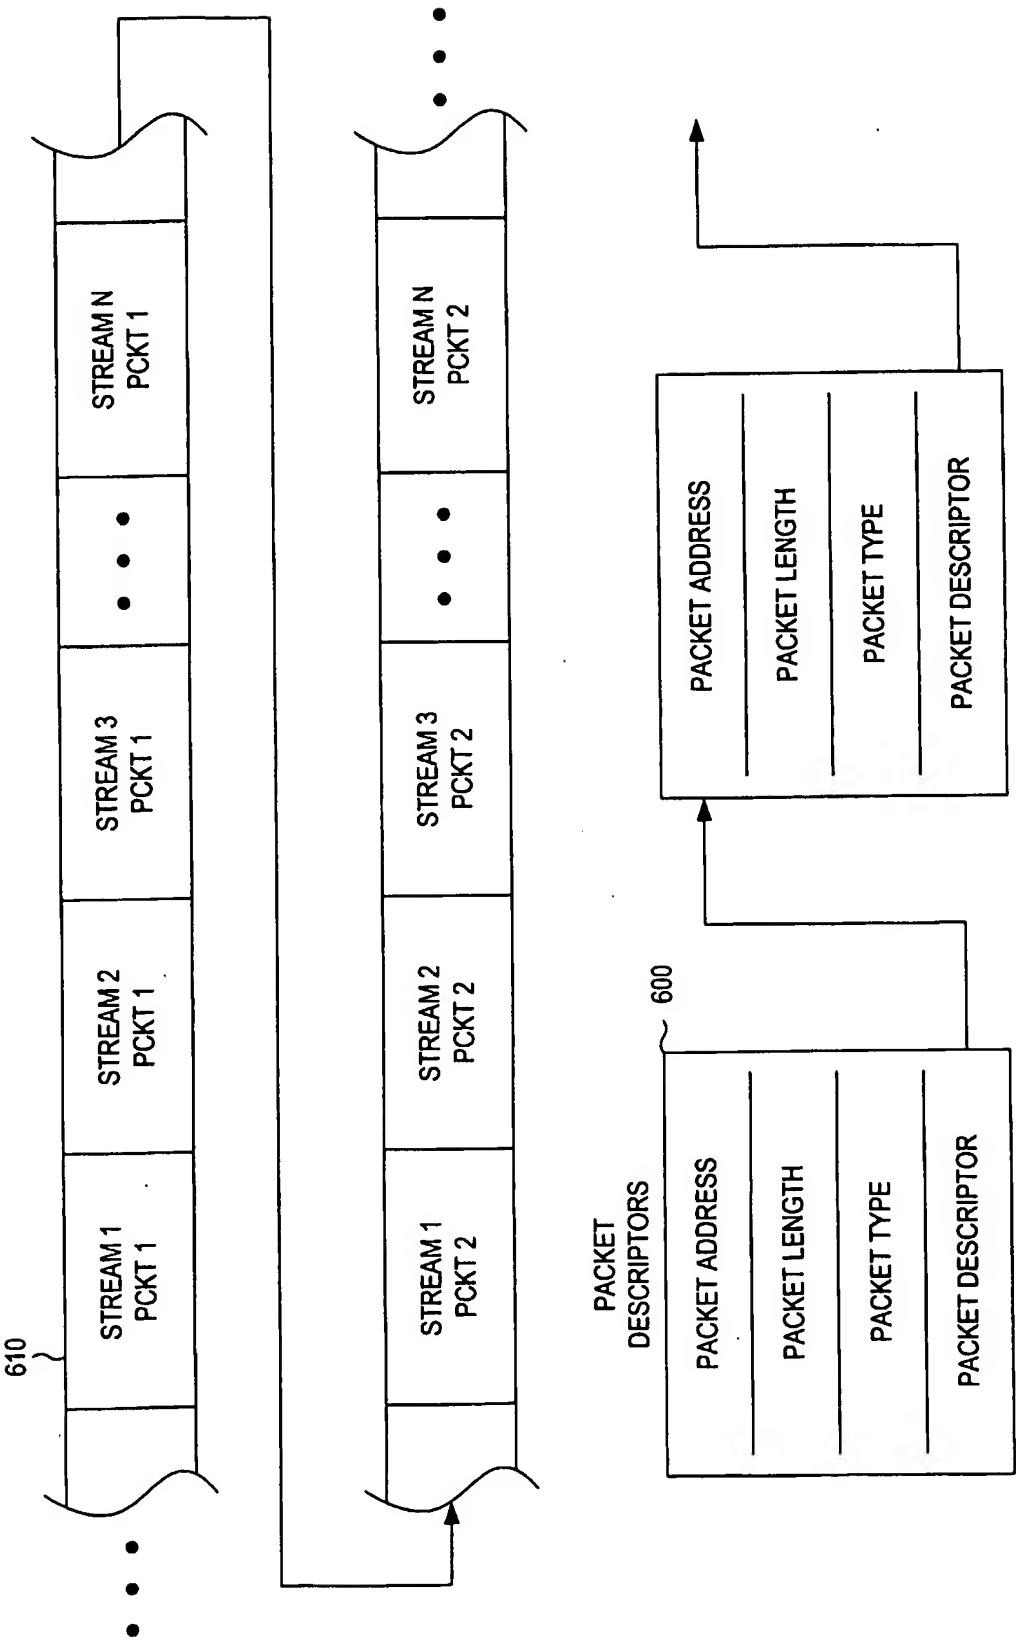 610
STREAM 1
PCKT 1
STREAM 2
PCKT 1
STREAM 3
PCKT 1
• • •
STREAM N
PCKT 1
STREAM 1
PCKT 2
STREAM 2
PCKT 2
STREAM 3
PCKT 2
• • •
STREAM N
PCKT 2
PACKET
DESCRIPTORS
600
PACKET ADDRESS
PACKET LENGTH
PACKET TYPE
PACKET DESCRIPTOR
PACKET ADDRESS
PACKET LENGTH
PACKET TYPE
PACKET DESCRIPTOR